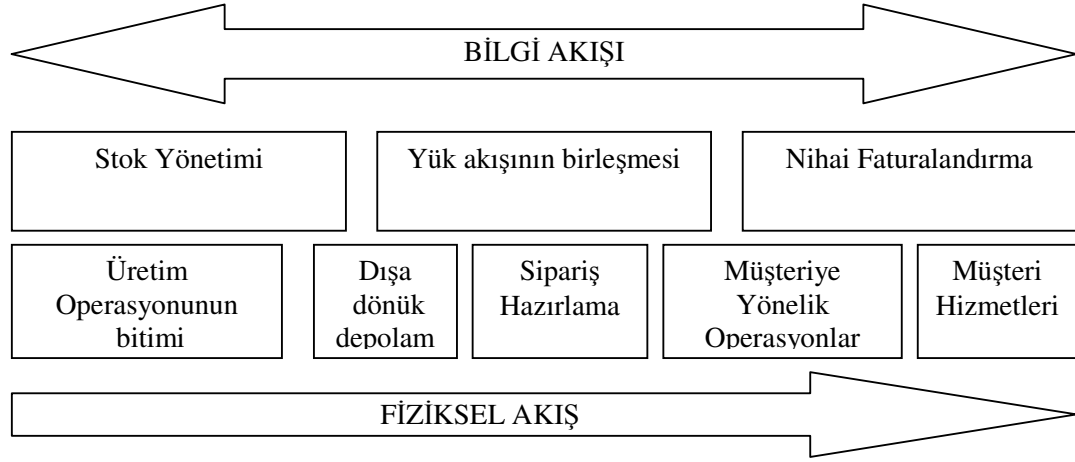 BİLGİ AKIŞI
Stok Yönetimi
Yük akışının birleşmesi
Nihai Faturalandırma
Üretim
Operasyonunun
bitimi
Dışa
dönük
depolam
Sipariş
Hazırlama
Müşteriye
Yönelik
Operasyonlar
Müşteri
Hizmetleri
FİZİKSEL AKIŞ